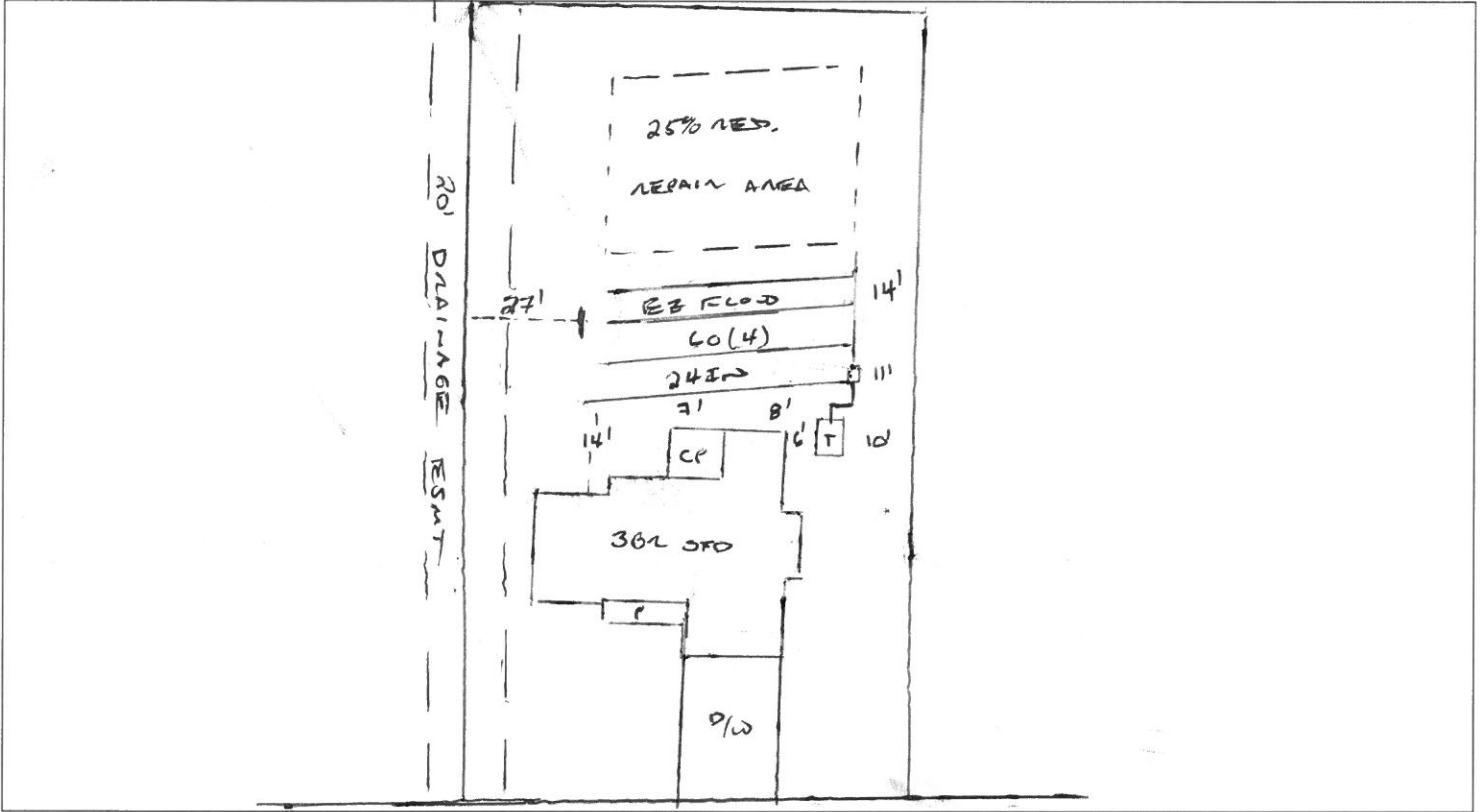 25% RED.
REPAIR AREA
20' DRAINAGE ESMT
27'
EZ FLOW
14'
60(4)
24IN
11'
7'
8'
14'
6'
T
10'
CP
3BR SFD
P
D/W